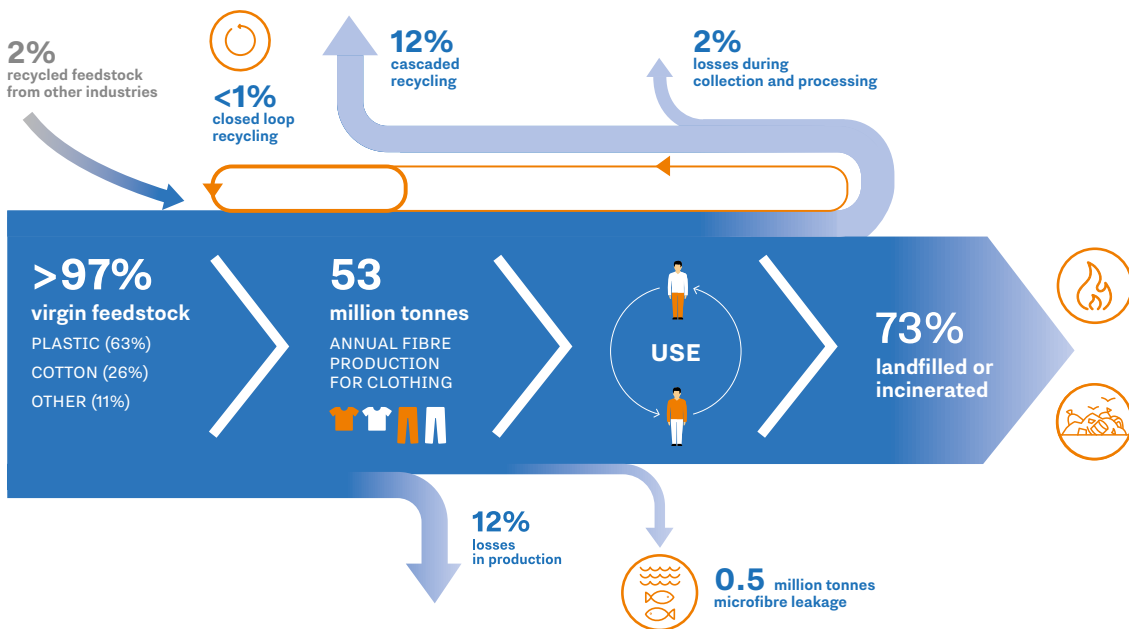 2%
recycled feedstock
from other industries
<1%
closed loop
recycling
12%
cascaded
recycling
2%
losses during
collection and processing
>97%
virgin feedstock
PLASTIC (63%)
COTTON (26%)
OTHER (11%)
53
million tonnes
ANNUAL FIBRE
PRODUCTION
FOR CLOTHING
USE
73%
landfilled or
incinerated
12%
losses
in production
0.5 million tonnes
microfibre leakage